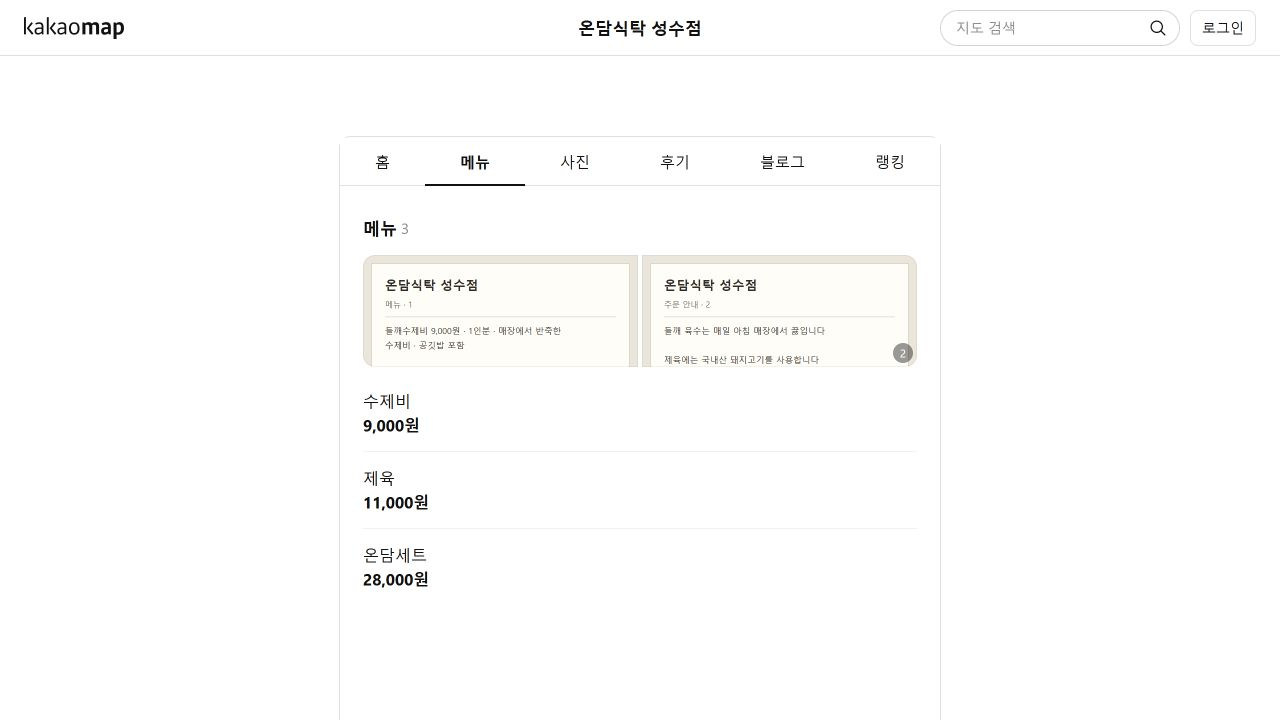 kakaomap
온담식탁 성수점
지도 검색
로그인
홈
메뉴
사진
후기
블로그
랭킹
메뉴 3
온담식탁 성수점
메뉴 · 1
들깨수제비 9,000원 · 1인분 · 매장에서 반죽한
수제비 · 공깃밥 포함
온담식탁 성수점
주문 안내 · 2
들깨 육수는 매일 아침 매장에서 끓입니다
제육에는 국내산 돼지고기를 사용합니다
2
수제비
9,000원
제육
11,000원
온담세트
28,000원